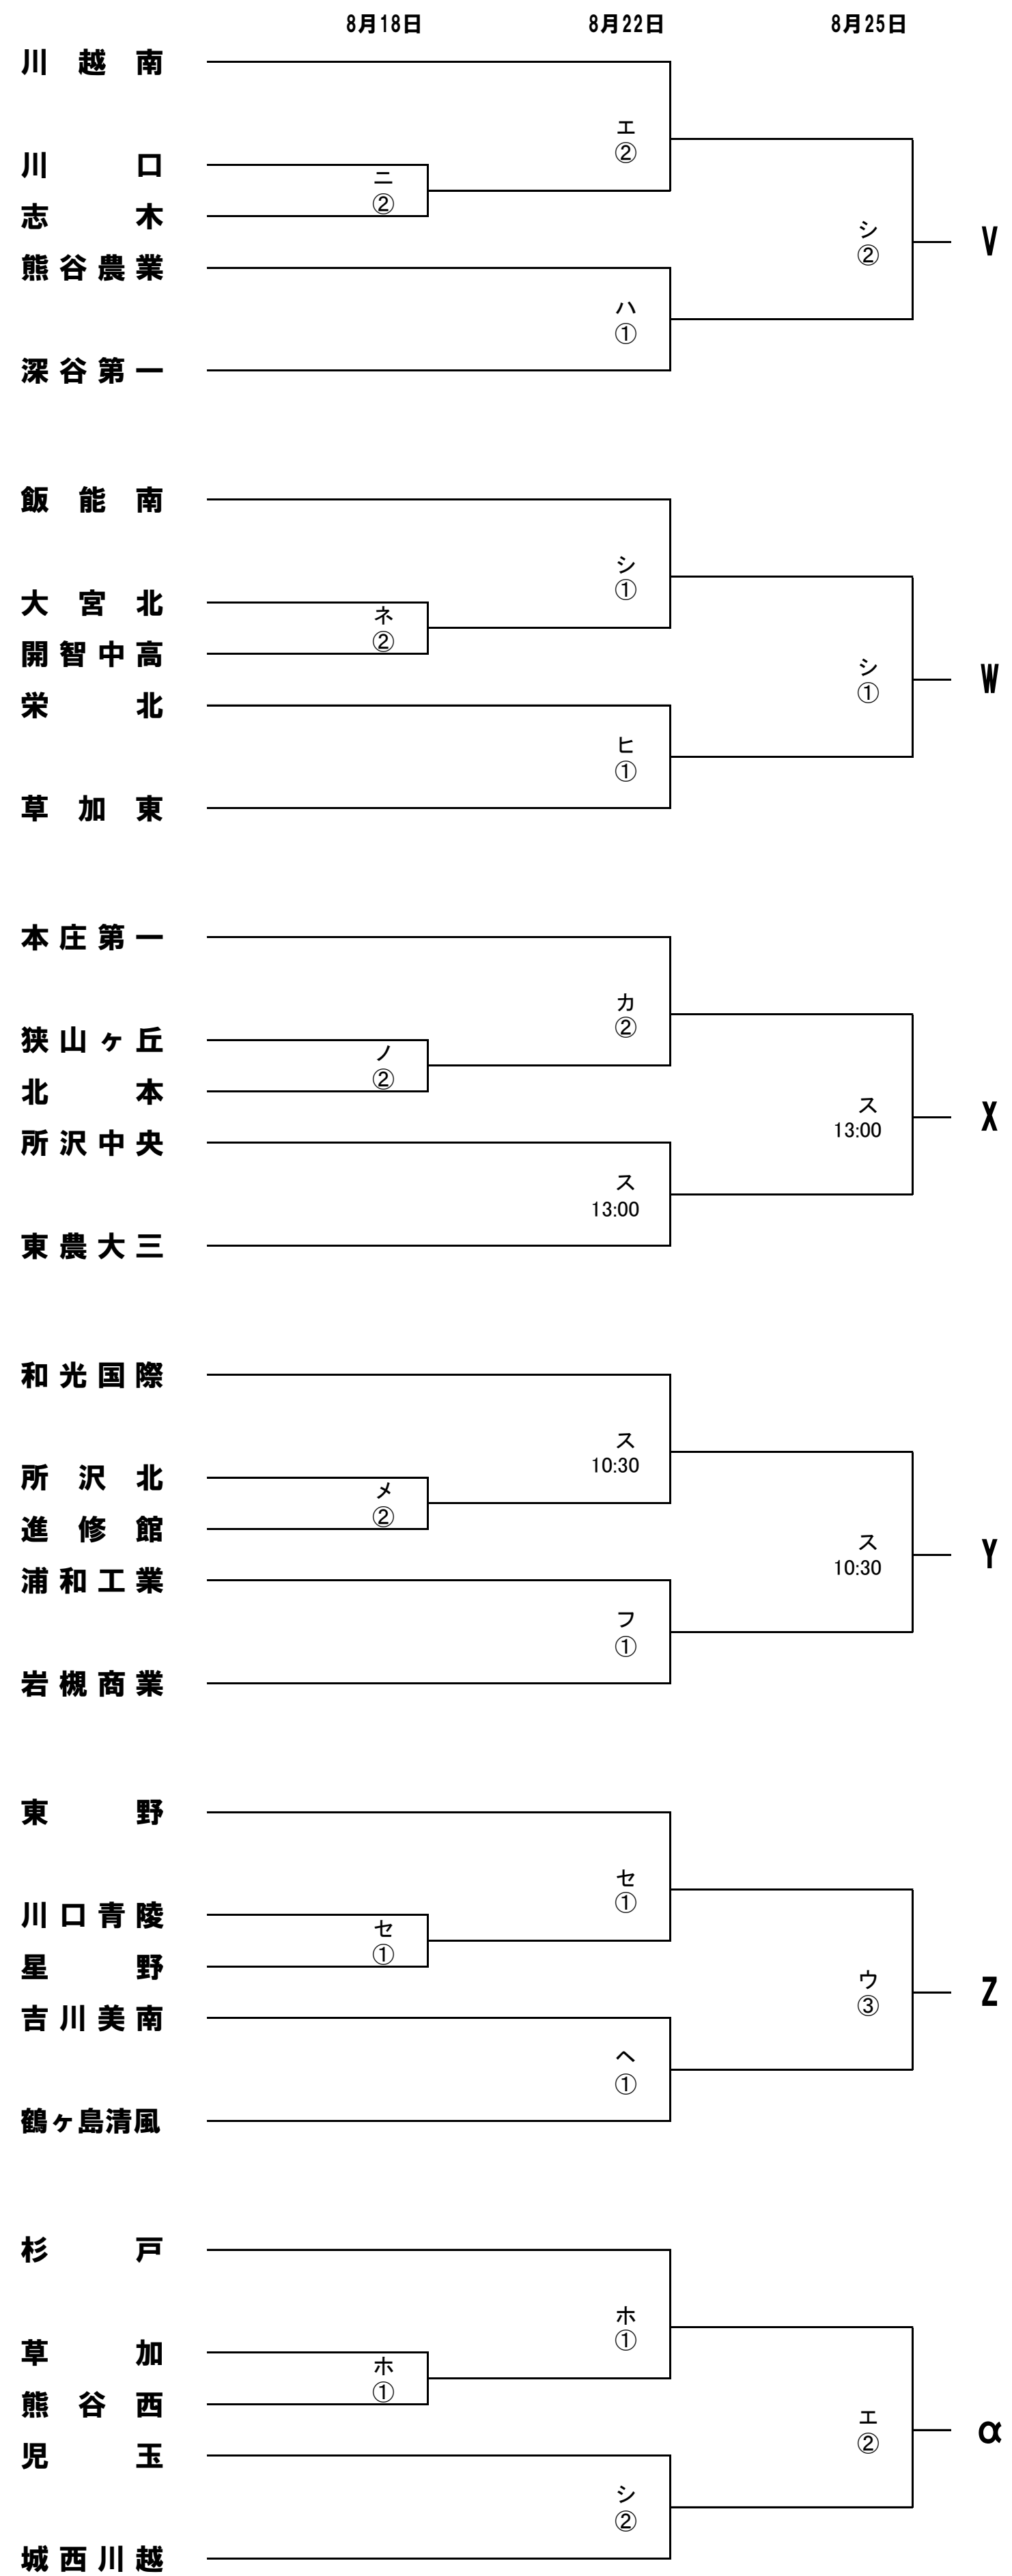 8月18日 8月22日 8月25日
川越南
エ
②
川口
ニ
②
志木
シ
②
V
熊谷農業
ハ
①
深谷第一
飯能南
シ
①
大宮北
ネ
②
開智中高
シ
①
W
栄北
ヒ
①
草加東
本庄第一
カ
②
狭山ヶ丘
ノ
②
北本
ス
13:00
X
所沢中央
ス
13:00
東農大三
和光国際
ス
10:30
所沢北
メ
②
進修館
ス
10:30
Y
浦和工業
フ
①
岩槻商業
東野
セ
①
川口青陵
セ
①
星野
ウ
③
Z
吉川美南
ヘ
①
鶴ヶ島清風
杉戸
ホ
①
草加
ホ
①
熊谷西
エ
②
α
児玉
シ
②
城西川越